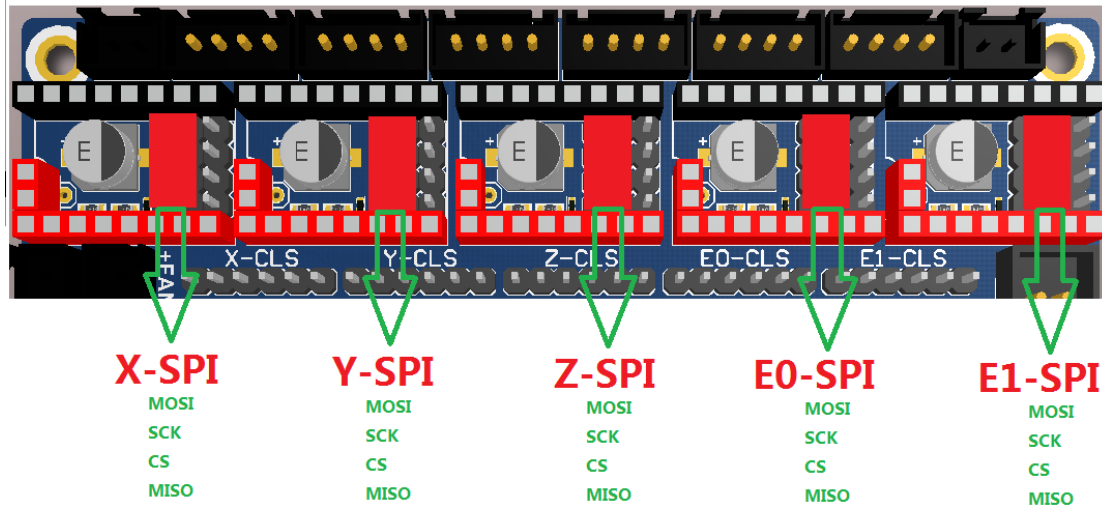 E E E E E
+FAN X-CLS Y-CLS Z-CLS E0-CLS E1-CLS
X-SPI Y-SPI Z-SPI E0-SPI E1-SPI
MOSI MOSI MOSI MOSI MOSI
SCK SCK SCK SCK SCK
CS CS CS CS CS
MISO MISO MISO MISO MISO